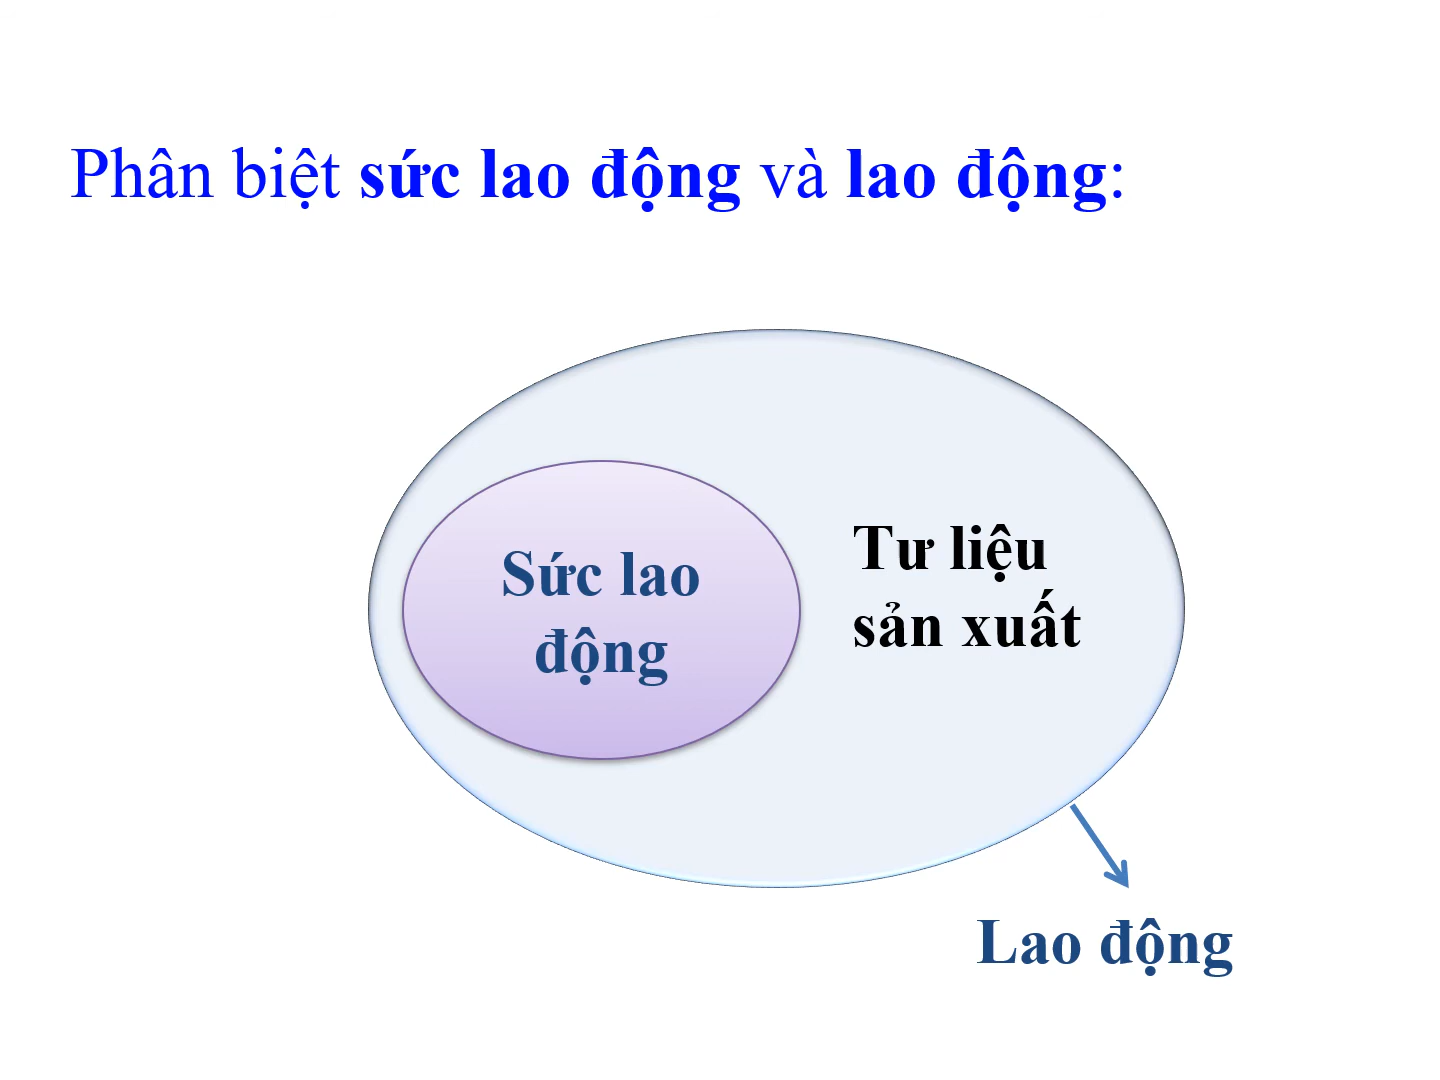 Phân biệt sức lao động và lao động:
Sức lao
động
Tư liệu
sản xuất
Lao động